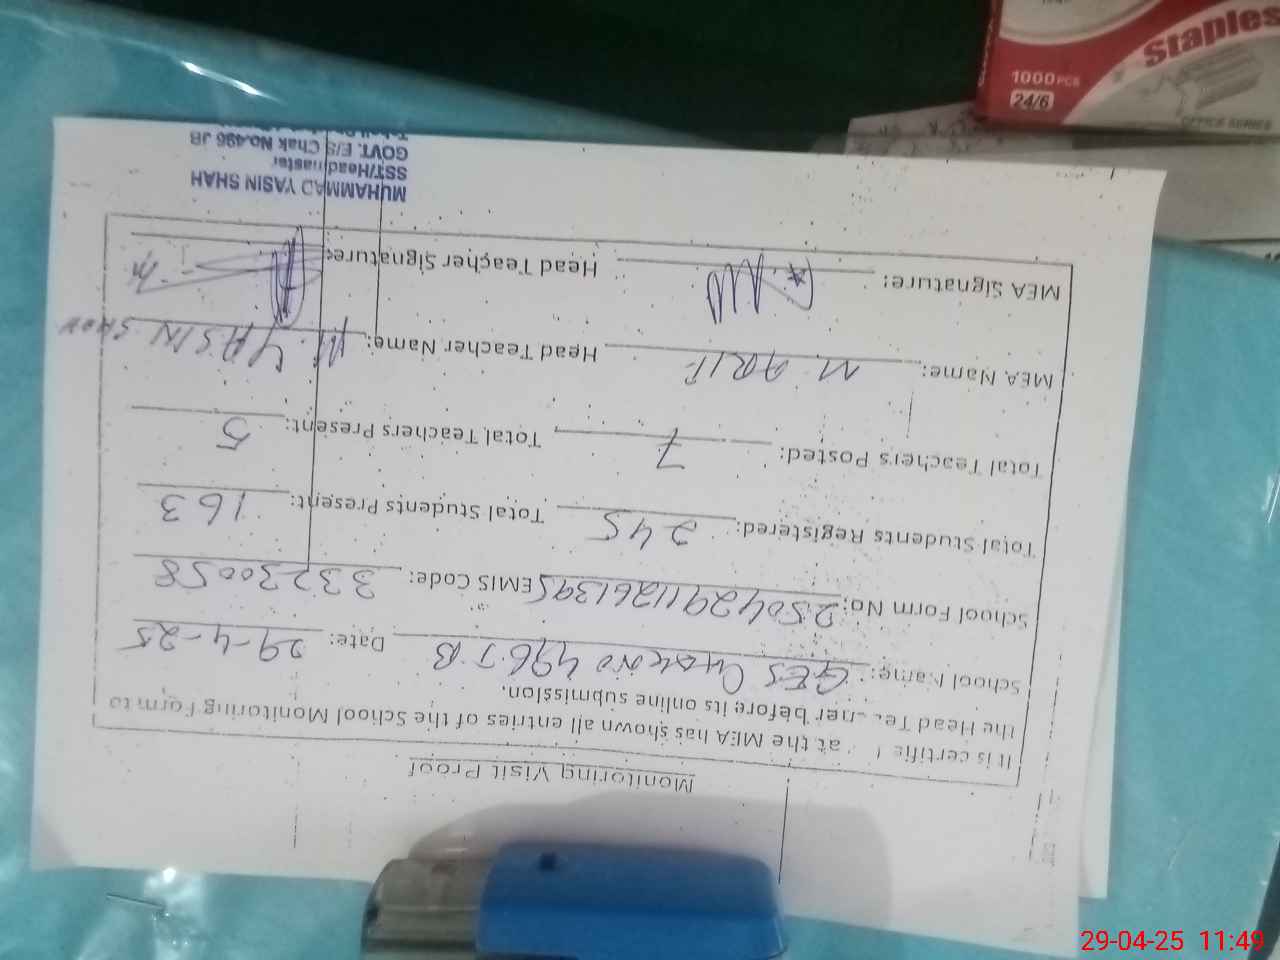 Monitoring Visit Proof
It is certifie at the MEA has shown all entries of the School Monitoring Form to
the Head Te ner before its online submission.
School Name: GES Chak No 496 J.B Date: 29-4-25
School Form No: 25042911261395 EMIS Code: 33230058
Total Students Registered: 245 Total Students Present: 163
Total Teachers Posted: 7 Total Teachers Present: 5
MEA Name: M. ARIF Head Teacher Name: M. YASIN SHAH
MEA Signature: Head Teacher Signature:
MUHAMMAD YASIN SHAH
SST/Headmaster
GOVT. E/S Chak No.496 JB
Staples
1000 PCS
24/6
OFFICE SERIES
29-04-25 11:49